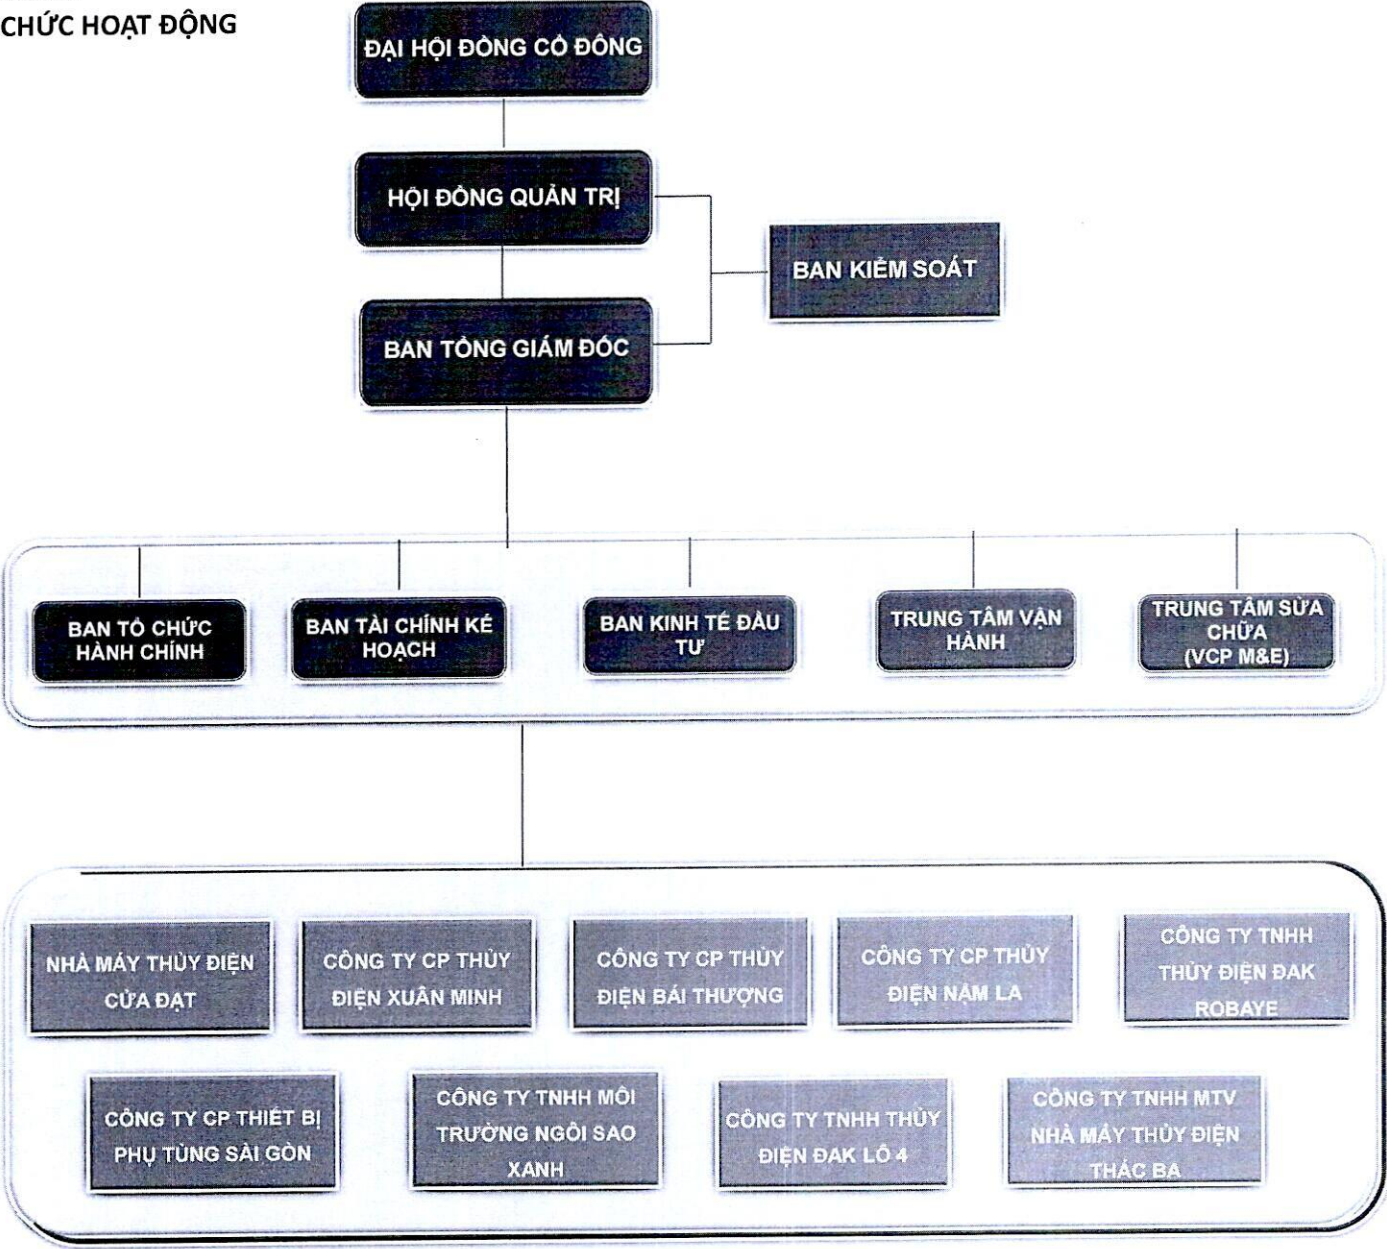 CHỨC HOẠT ĐỘNG
ĐẠI HỘI ĐỒNG CỔ ĐÔNG
HỘI ĐỒNG QUẢN TRỊ
BAN KIỂM SOÁT
BAN TỔNG GIÁM ĐỐC
BAN TỔ CHỨC
HÀNH CHÍNH
BAN TÀI CHÍNH KẾ
HOẠCH
BAN KINH TẾ ĐẦU
TƯ
TRUNG TÂM VẬN
HÀNH
TRUNG TÂM SỬA
CHỮA
(VCP M&E)
NHÀ MÁY THỦY ĐIỆN
CỬA ĐẠT
CÔNG TY CP THỦY
ĐIỆN XUÂN MINH
CÔNG TY CP THỦY
ĐIỆN BÁI THƯỢNG
CÔNG TY CP THỦY
ĐIỆN NẬM LA
CÔNG TY TNHH
THỦY ĐIỆN ĐAK
ROBAYE
CÔNG TY CP THIẾT BỊ
PHỤ TÙNG SÀI GÒN
CÔNG TY TNHH MÔI
TRƯỜNG NGÔI SAO
XANH
CÔNG TY TNHH THỦY
ĐIỆN ĐAK LÔ 4
CÔNG TY TNHH MTV
NHÀ MÁY THỦY ĐIỆN
THÁC BA